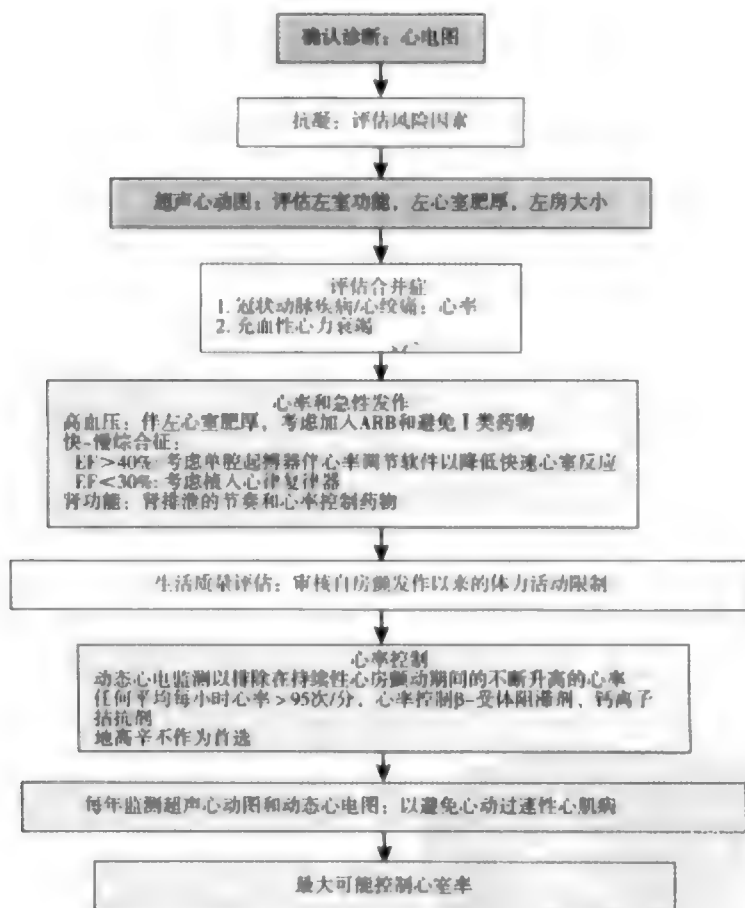 确认诊断：心电图
抗凝：评估风险因素
超声心动图：评估左室功能，左心室肥厚，左房大小
评估合并症
1. 冠状动脉疾病/心绞痛：心率
2. 充血性心力衰竭
心率和急性发作
高血压：伴左心室肥厚，考虑加入ARB和避免Ⅰ类药物
快-慢综合征：
EF＞40%: 考虑单腔起搏器伴心率调节软件以降低快速心室反应
EF＜30%: 考虑植入心律复律器
肾功能：肾排泄的节奏和心率控制药物
生活质量评估：审核自房颤发作以来的体力活动限制
心率控制
动态心电监测以排除在持续性心房颤动期间的不断升高的心率
任何平均每小时心率＞95次/分，心率控制β-受体阻滞剂，钙离子
拮抗剂
地高辛不作为首选
每年监测超声心动图和动态心电图：以避免心动过速性心肌病
最大可能控制心室率